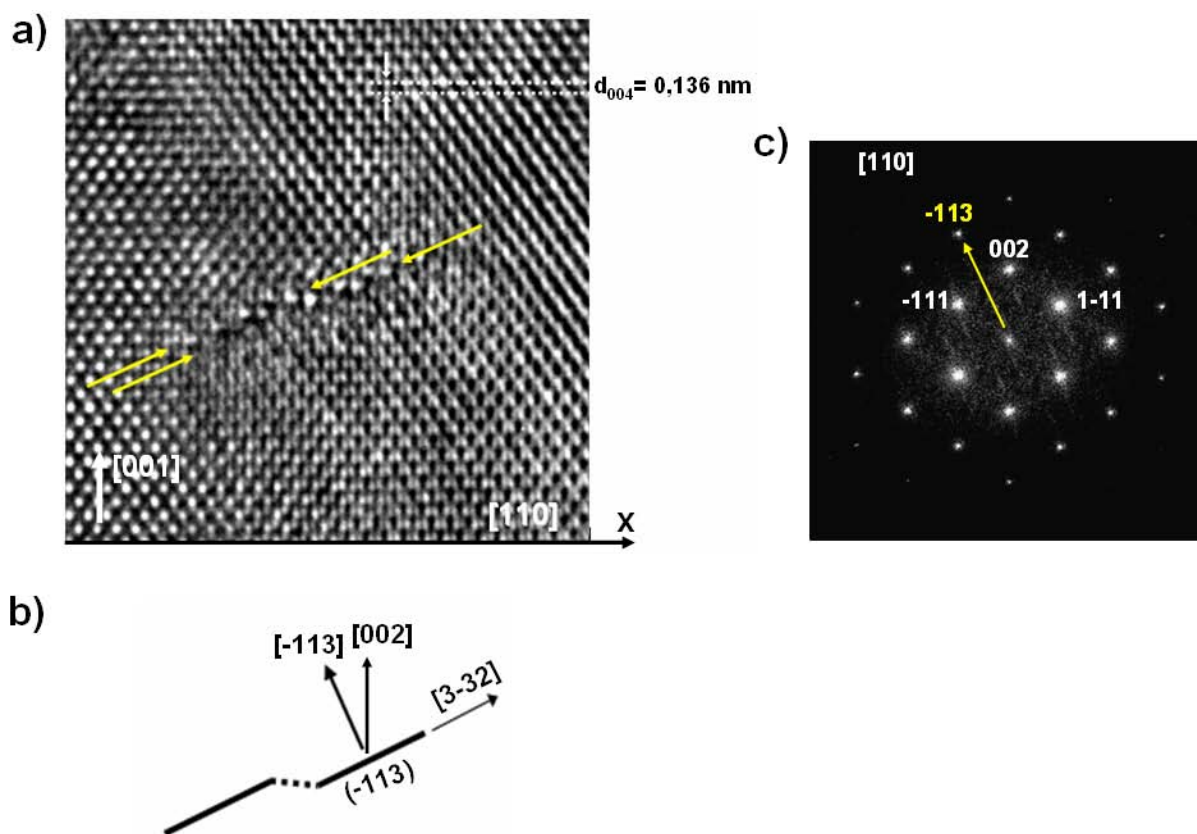 a)
d004= 0,136 nm
[001]
[110]
X
b)
[-113]
[002]
[3-32]
(-113)
c)
[110]
-113
002
-111
1-11